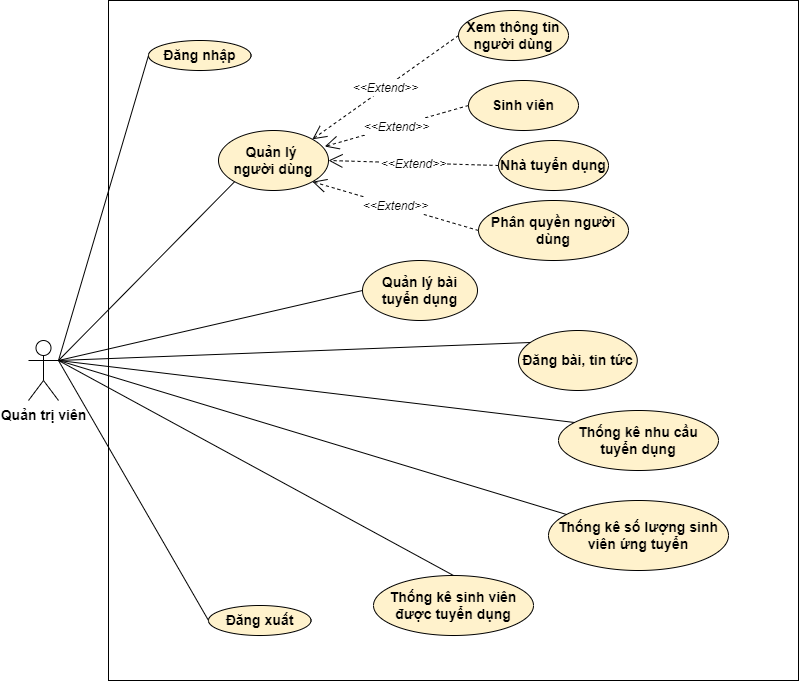 Xem thông tin
người dùng
Đăng nhập
<<Extend>>
Sinh viên
<<Extend>>
Quản lý
người dùng
<<Extend>>
Nhà tuyển dụng
<<Extend>>
Phân quyền người
dùng
Quản lý bài
tuyển dụng
Đăng bài, tin tức
Quản trị viên
Thống kê nhu cầu
tuyển dụng
Thống kê số lượng sinh
viên ứng tuyển
Thống kê sinh viên
được tuyển dụng
Đăng xuất